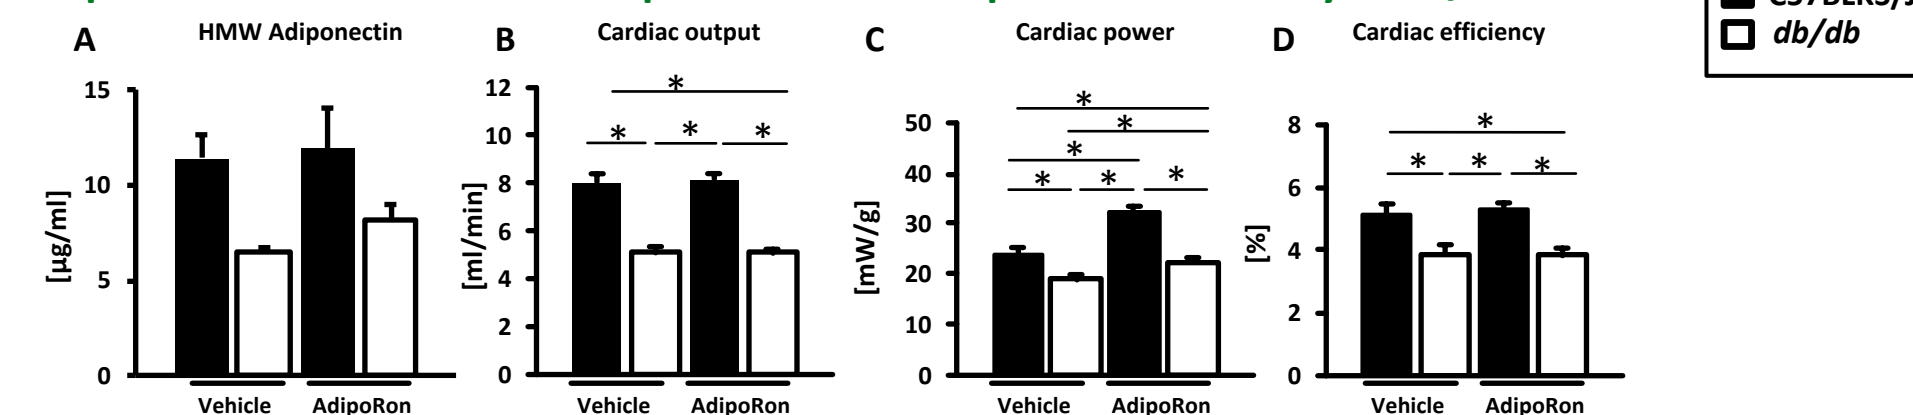 db/db
A
HMW Adiponectin
[µg/ml]
15
10
5
0
Vehicle
AdipoRon
B
Cardiac output
[ml/min]
12
10
8
6
4
2
0
* * * *
Vehicle
AdipoRon
C
Cardiac power
[mW/g]
50
40
30
20
10
0
* * * * * *
Vehicle
AdipoRon
D
Cardiac efficiency
[%]
8
6
4
2
0
* * * *
Vehicle
AdipoRon